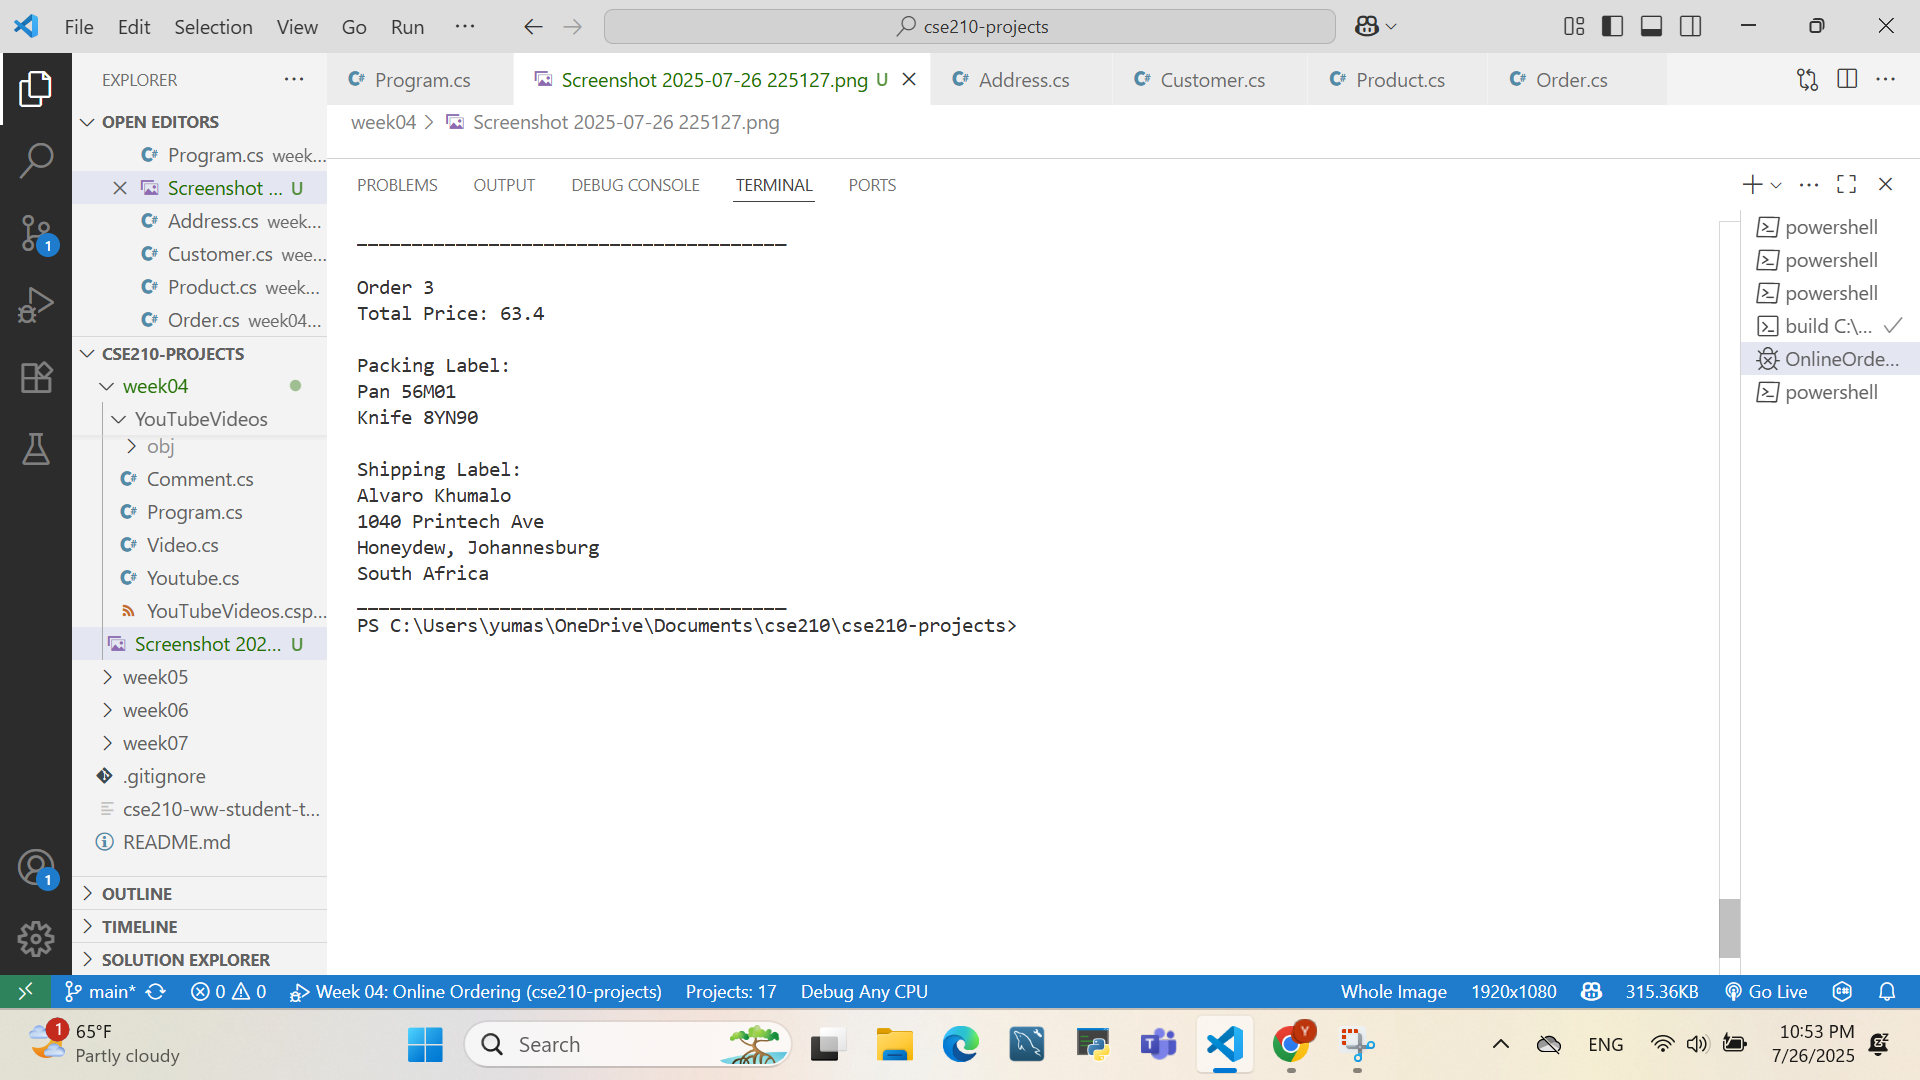 File Edit Selection View Go Run ...
cse210-projects
EXPLORER
Program.cs
Screenshot 2025-07-26 225127.png U
Address.cs
Customer.cs
Product.cs
Order.cs
OPEN EDITORS
Program.cs week...
Screenshot ... U
Address.cs week...
Customer.cs wee...
Product.cs week...
Order.cs week04...
CSE210-PROJECTS
week04
YouTubeVideos
obj
Comment.cs
Program.cs
Video.cs
Youtube.cs
YouTubeVideos.csp...
Screenshot 202... U
week05
week06
week07
.gitignore
cse210-ww-student-t...
README.md
OUTLINE
TIMELINE
SOLUTION EXPLORER
week04 > Screenshot 2025-07-26 225127.png
PROBLEMS OUTPUT DEBUG CONSOLE TERMINAL PORTS
_______________________________________
Order 3
Total Price: 63.4
Packing Label:
Pan 56M01
Knife 8YN90
Shipping Label:
Alvaro Khumalo
1040 Printech Ave
Honeydew, Johannesburg
South Africa
_______________________________________
PS C:\Users\yumas\OneDrive\Documents\cse210\cse210-projects>
powershell
powershell
powershell
build C:\...
OnlineOrde...
powershell
1
1
main* 0 0 Week 04: Online Ordering (cse210-projects) Projects: 17 Debug Any CPU
Whole Image 1920x1080 315.36KB Go Live
1
65°F
Partly cloudy
Search
Y
ENG
10:53 PM
7/26/2025